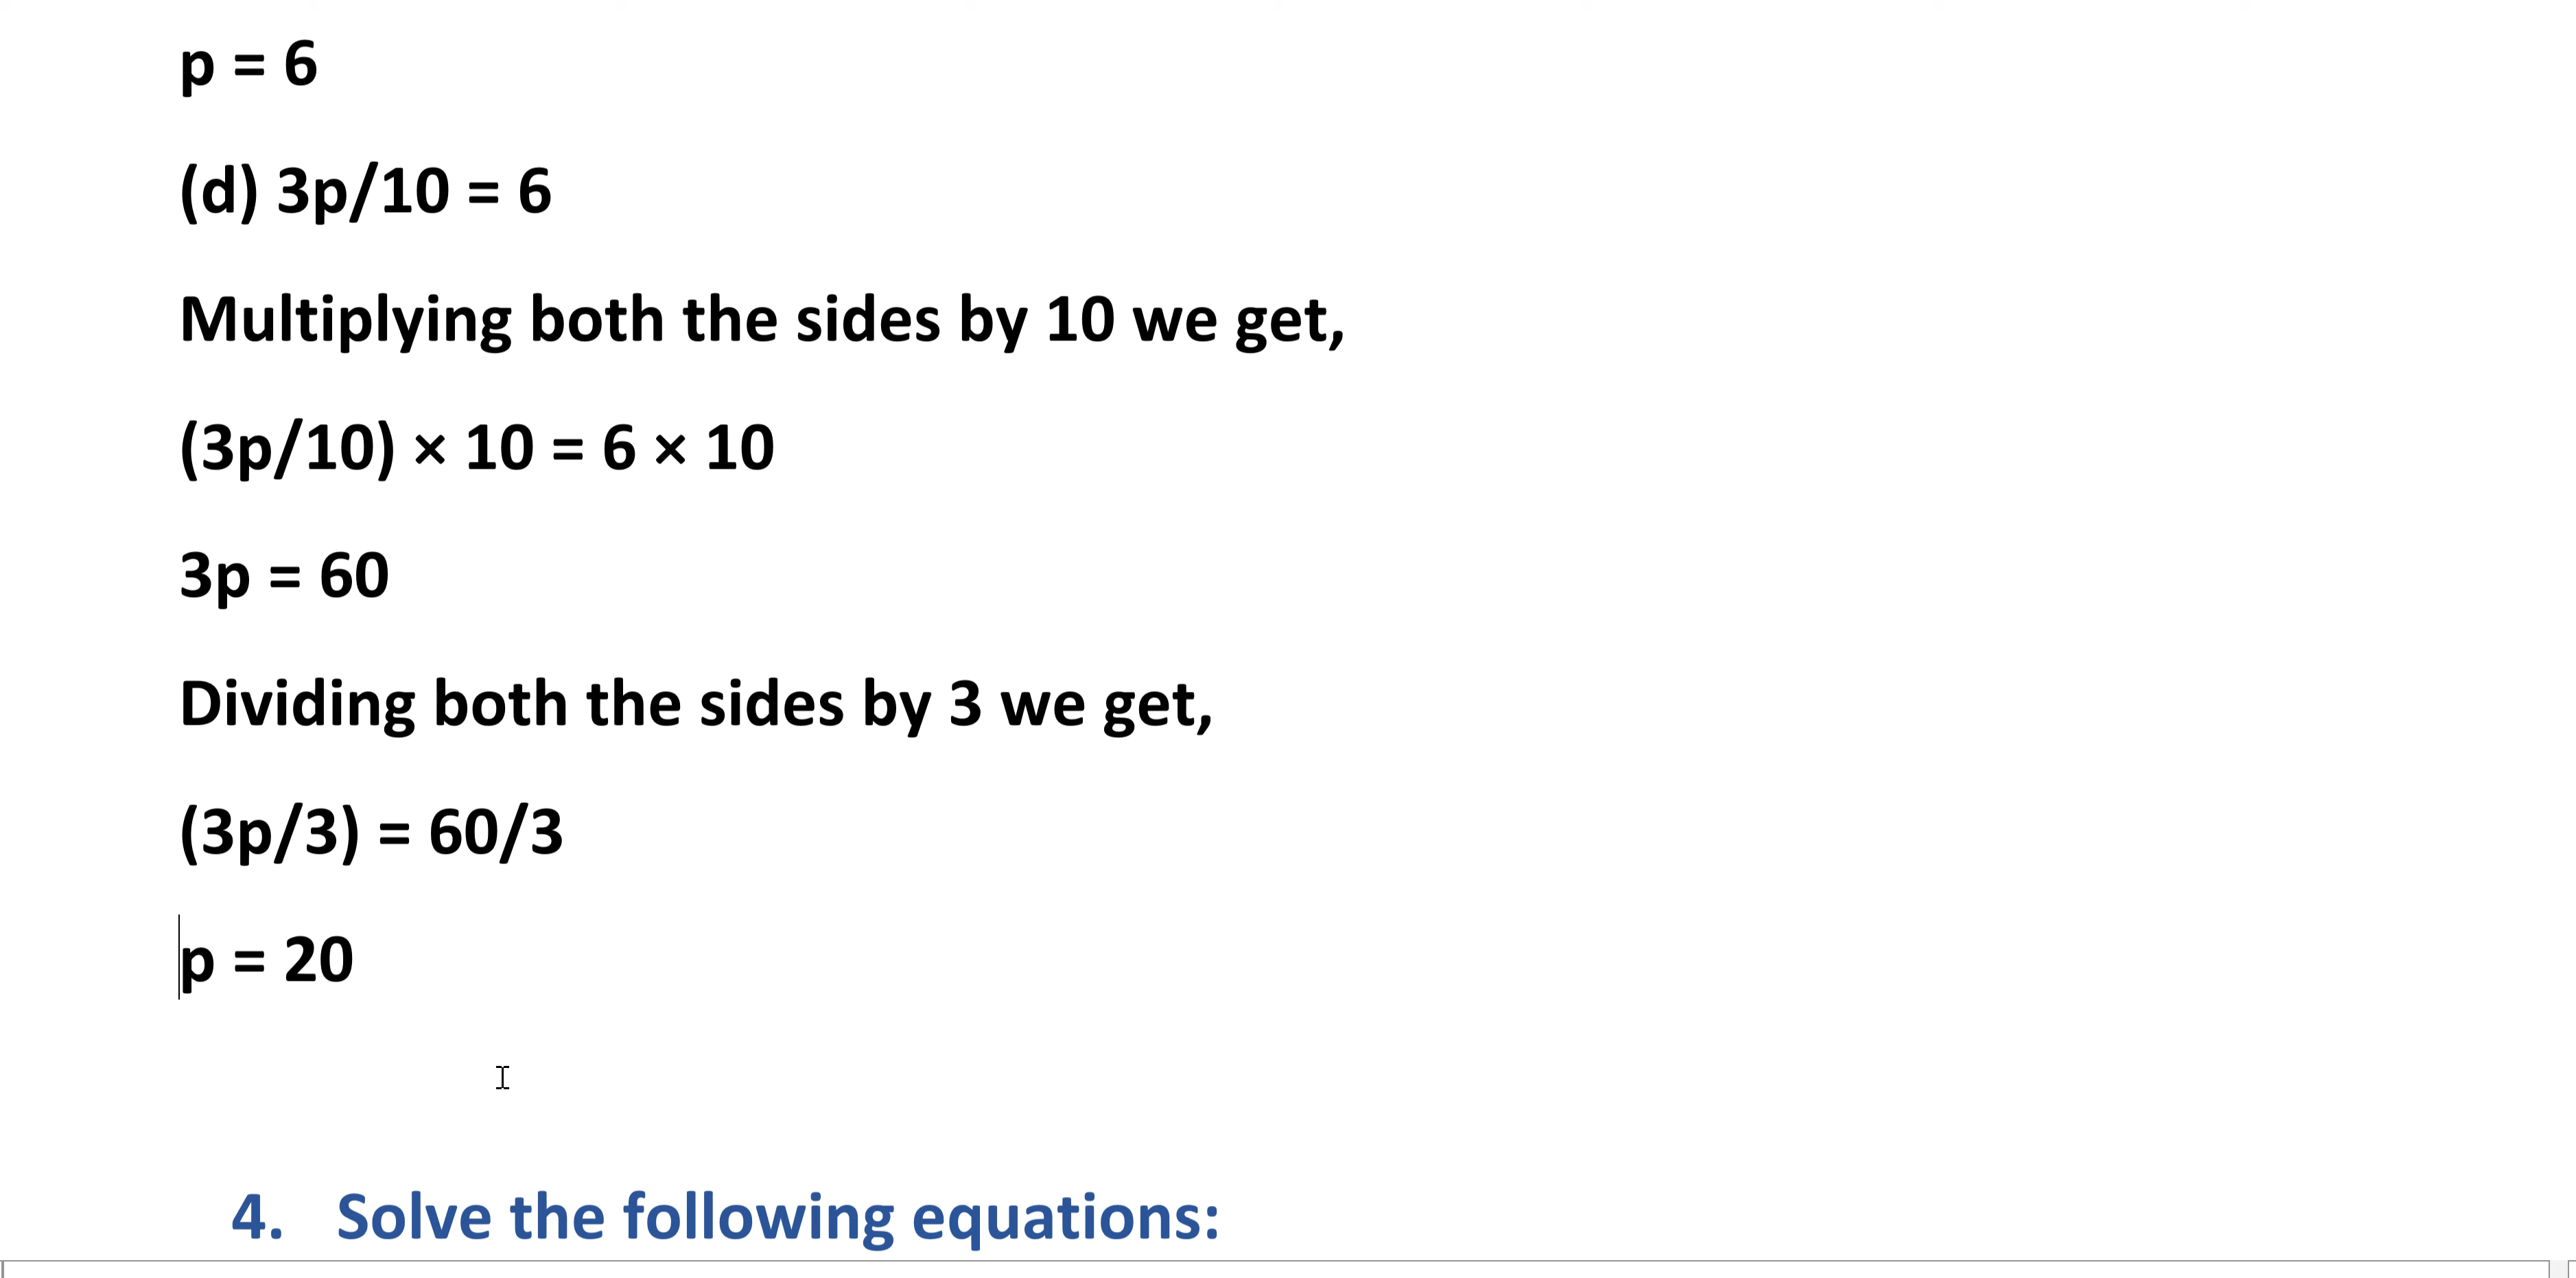 p = 6
(d) 3p/10 = 6
Multiplying both the sides by 10 we get,
(3p/10) × 10 = 6 × 10
3p = 60
Dividing both the sides by 3 we get,
(3p/3) = 60/3
p = 20
4. Solve the following equations: